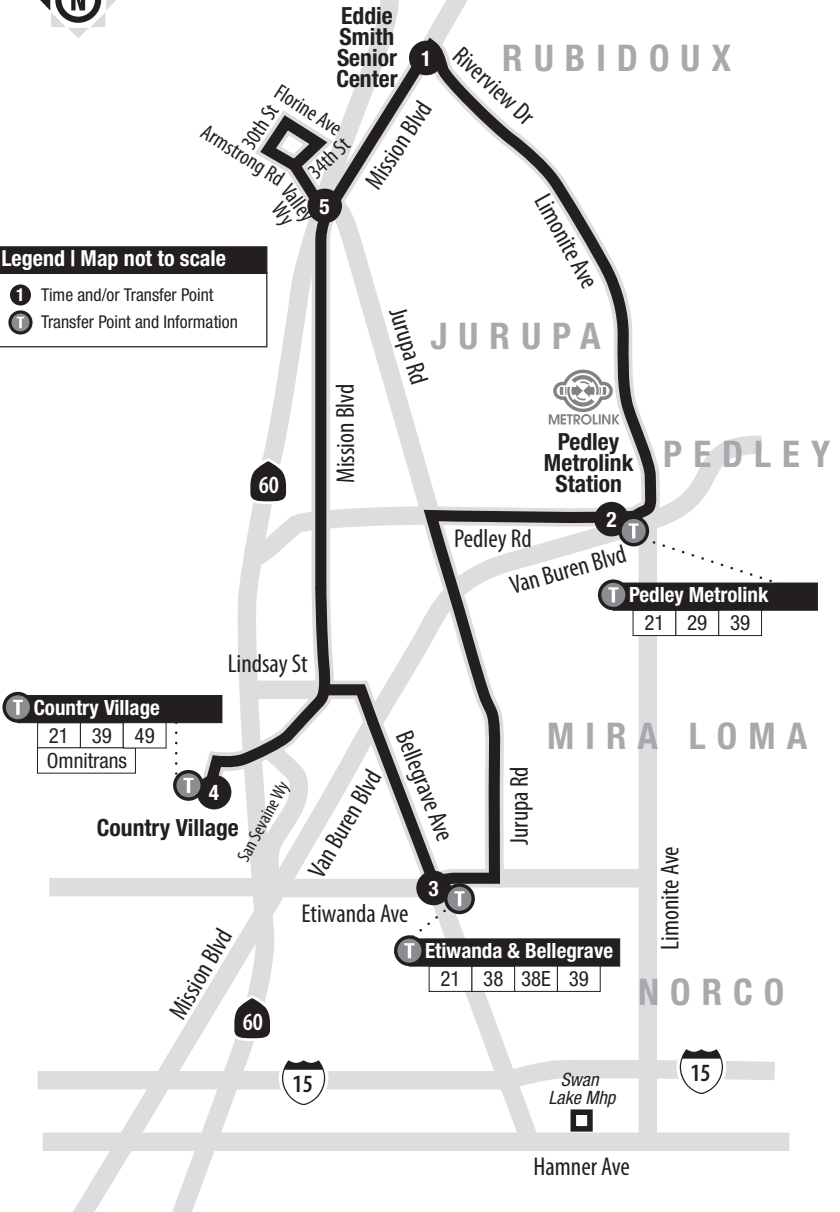 N
Eddie
Smith
Senior
Center
1
RUBIDOUX
Riverview Dr
Florine Ave
30th St
34th St
Armstrong Rd
Valley
Wy
Mission Blvd
5
Limonite Ave
Legend | Map not to scale
1 Time and/or Transfer Point
T Transfer Point and Information
Jurupa Rd
JURUPA
METROLINK
Mission Blvd
Pedley
Metrolink
Station
PEDLEY
60
2
T
Pedley Rd
Van Buren Blvd
T Pedley Metrolink
21 29 39
Lindsay St
T Country Village
21 39 49
Omnitrans
MIRA LOMA
T
4
Country Village
San Sevaine Wy
Van Buren Blvd
Bellegrave Ave
Jurupa Rd
3
T
Etiwanda Ave
Limonite Ave
T Etiwanda & Bellegrave
21 38 38E 39
Mission Blvd
NORCO
60
15
15
Swan
Lake Mhp
Hamner Ave